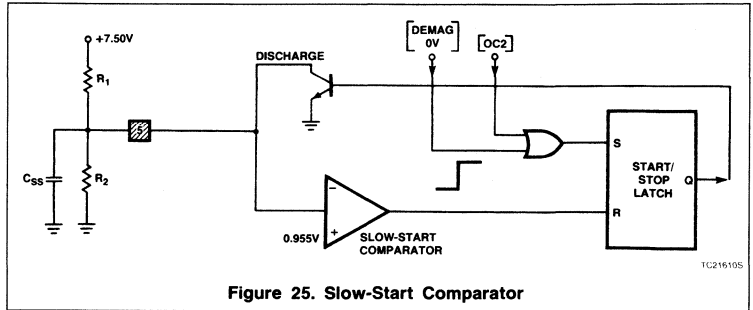 +7.50V
R1
CSS
R2
5
DISCHARGE
[DEMAG 0V]
[OC2]
0.955V
SLOW-START
COMPARATOR
S
R
START/
STOP
LATCH
Q
TC21610S
Figure 25. Slow-Start Comparator